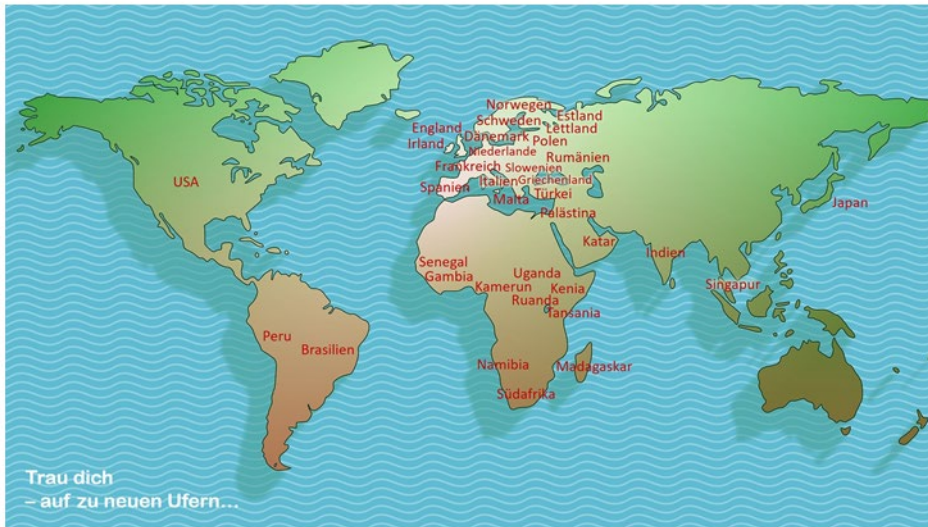 Norwegen
Schweden
Estland
England
Dänemark
Lettland
Irland
Niederlande
Polen
Frankreich
Slowenien
Rumänien
USA
Spanien
Italien
Griechenland
Malta
Türkei
Japan
Palästina
Katar
Indien
Senegal
Gambia
Uganda
Kamerun
Kenia
Singapur
Ruanda
Tansania
Peru
Brasilien
Namibia
Madagaskar
Südafrika
Trau dich
– auf zu neuen Ufern...